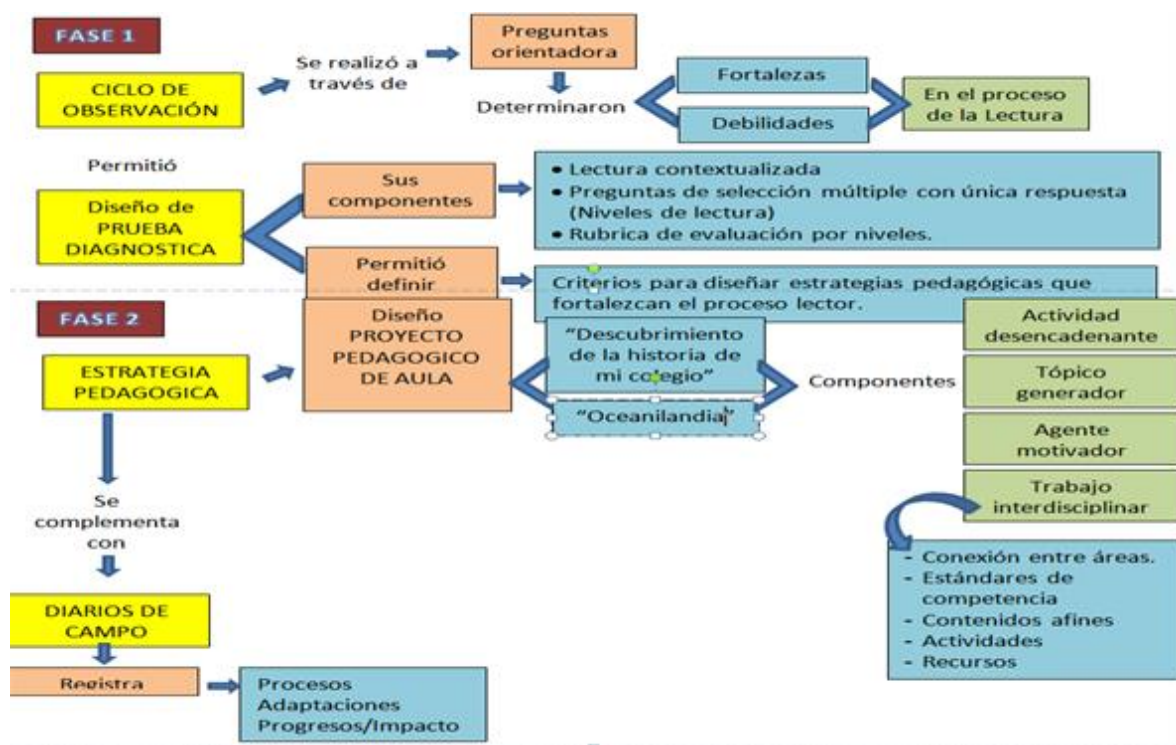 FASE 1
CICLO DE
OBSERVACIÓN
Se realizó a
través de
Preguntas
orientadora
Determinaron
Fortalezas
Debilidades
En el proceso
de la Lectura
Permitió
Diseño de
PRUEBA
DIAGNOSTICA
Sus
componentes
• Lectura contextualizada
• Preguntas de selección múltiple con única respuesta
(Niveles de lectura)
• Rubrica de evaluación por niveles.
Permitió
definir
Criterios para diseñar estrategias pedagógicas que
fortalezcan el proceso lector.
FASE 2
ESTRATEGIA
PEDAGOGICA
Diseño
PROYECTO
PEDAGOGICO
DE AULA
“Descubrimiento
de la historia de
mi colegio”
“Oceanilandia”
Componentes
Actividad
desencadenante
Tópico
generador
Agente
motivador
Trabajo
interdisciplinar
- Conexión entre áreas.
- Estándares de
competencia
- Contenidos afines
- Actividades
- Recursos
Se
complementa
con
DIARIOS DE
CAMPO
Registra
Procesos
Adaptaciones
Progresos/Impacto